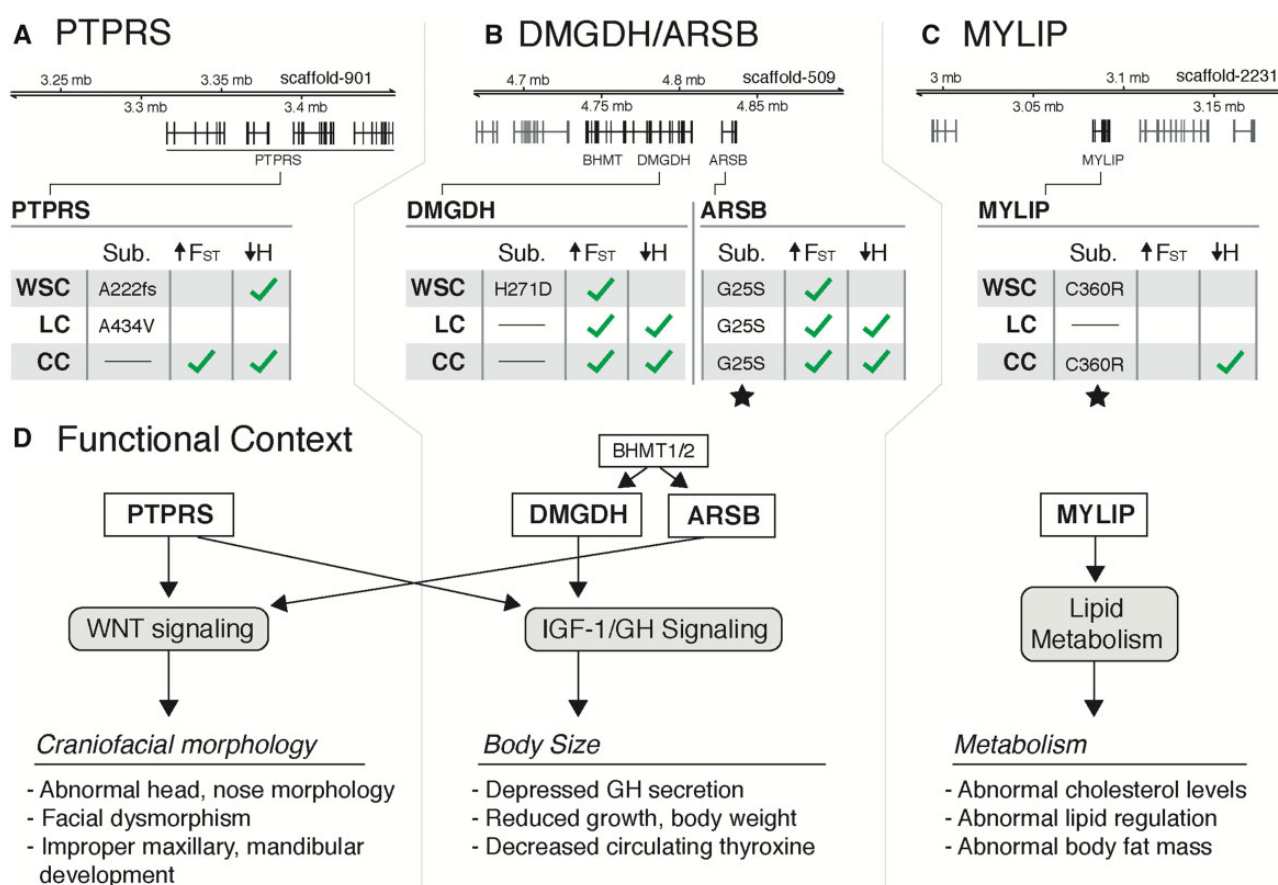 A PTPRS
3.25 mb 3.35 mb scaffold-901
3.3 mb 3.4 mb
PTPRS
PTPRS
Sub. ↑FST ↓H
WSC A222fs ✓
LC A434V
CC — ✓ ✓
B DMGDH/ARSB
4.7 mb 4.8 mb scaffold-509
4.75 mb 4.85 mb
BHMT DMGDH ARSB
DMGDH ARSB
Sub. ↑FST ↓H Sub. ↑FST ↓H
WSC H271D ✓ G25S ✓
LC — ✓ ✓ G25S ✓ ✓
CC — ✓ ✓ G25S ✓ ✓
★
C MYLIP
3 mb 3.1 mb scaffold-2231
3.05 mb 3.15 mb
MYLIP
MYLIP
Sub. ↑FST ↓H
WSC C360R
LC —
CC C360R ✓
★
D Functional Context
BHMT1/2
PTPRS DMGDH ARSB MYLIP
WNT signaling IGF-1/GH Signaling Lipid
Metabolism
Craniofacial morphology
- Abnormal head, nose morphology
- Facial dysmorphism
- Improper maxillary, mandibular
development
Body Size
- Depressed GH secretion
- Reduced growth, body weight
- Decreased circulating thyroxine
Metabolism
- Abnormal cholesterol levels
- Abnormal lipid regulation
- Abnormal body fat mass